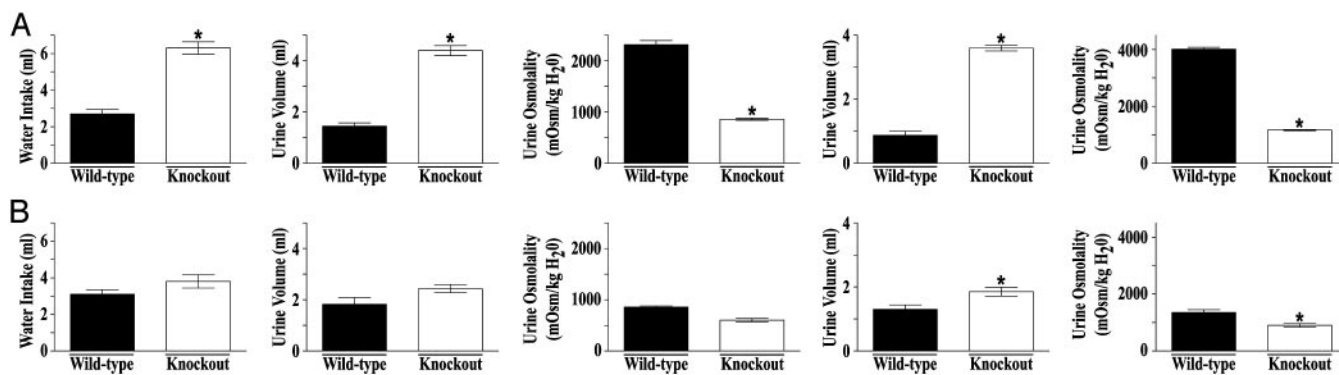 A
Water Intake (ml)
6
4
2
0
*
Wild-type
Knockout
Urine Volume (ml)
4
2
0
*
Wild-type
Knockout
Urine Osmolality
(mOsm/kg H20)
2000
1000
0
*
Wild-type
Knockout
Urine Volume (ml)
4
2
0
*
Wild-type
Knockout
Urine Osmolality
(mOsm/kg H20)
4000
2000
0
*
Wild-type
Knockout
B
Water Intake (ml)
6
4
2
0
Wild-type
Knockout
Urine Volume (ml)
4
2
0
Wild-type
Knockout
Urine Osmolality
(mOsm/kg H20)
2000
1000
0
Wild-type
Knockout
Urine Volume (ml)
4
2
0
*
Wild-type
Knockout
Urine Osmolality
(mOsm/kg H20)
4000
2000
0
*
Wild-type
Knockout